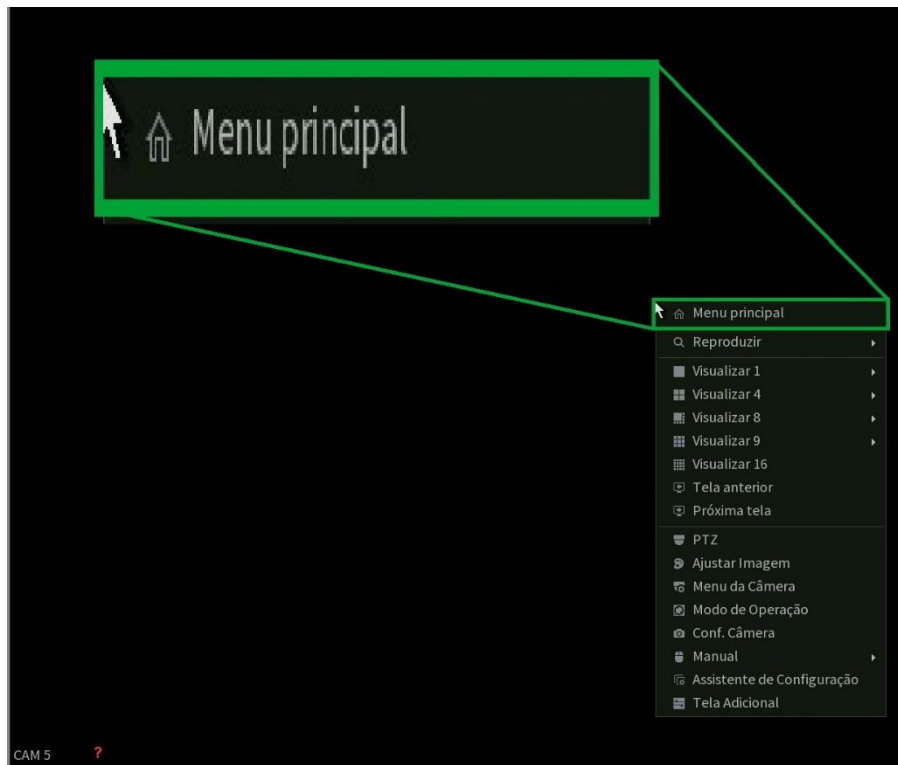 Menu principal
Menu principal
Reproduzir
Visualizar 1
Visualizar 4
Visualizar 8
Visualizar 9
Visualizar 16
Tela anterior
Próxima tela
PTZ
Ajustar Imagem
Menu da Câmera
Modo de Operação
Conf. Câmera
Manual
Assistente de Configuração
Tela Adicional
CAM 5 ?